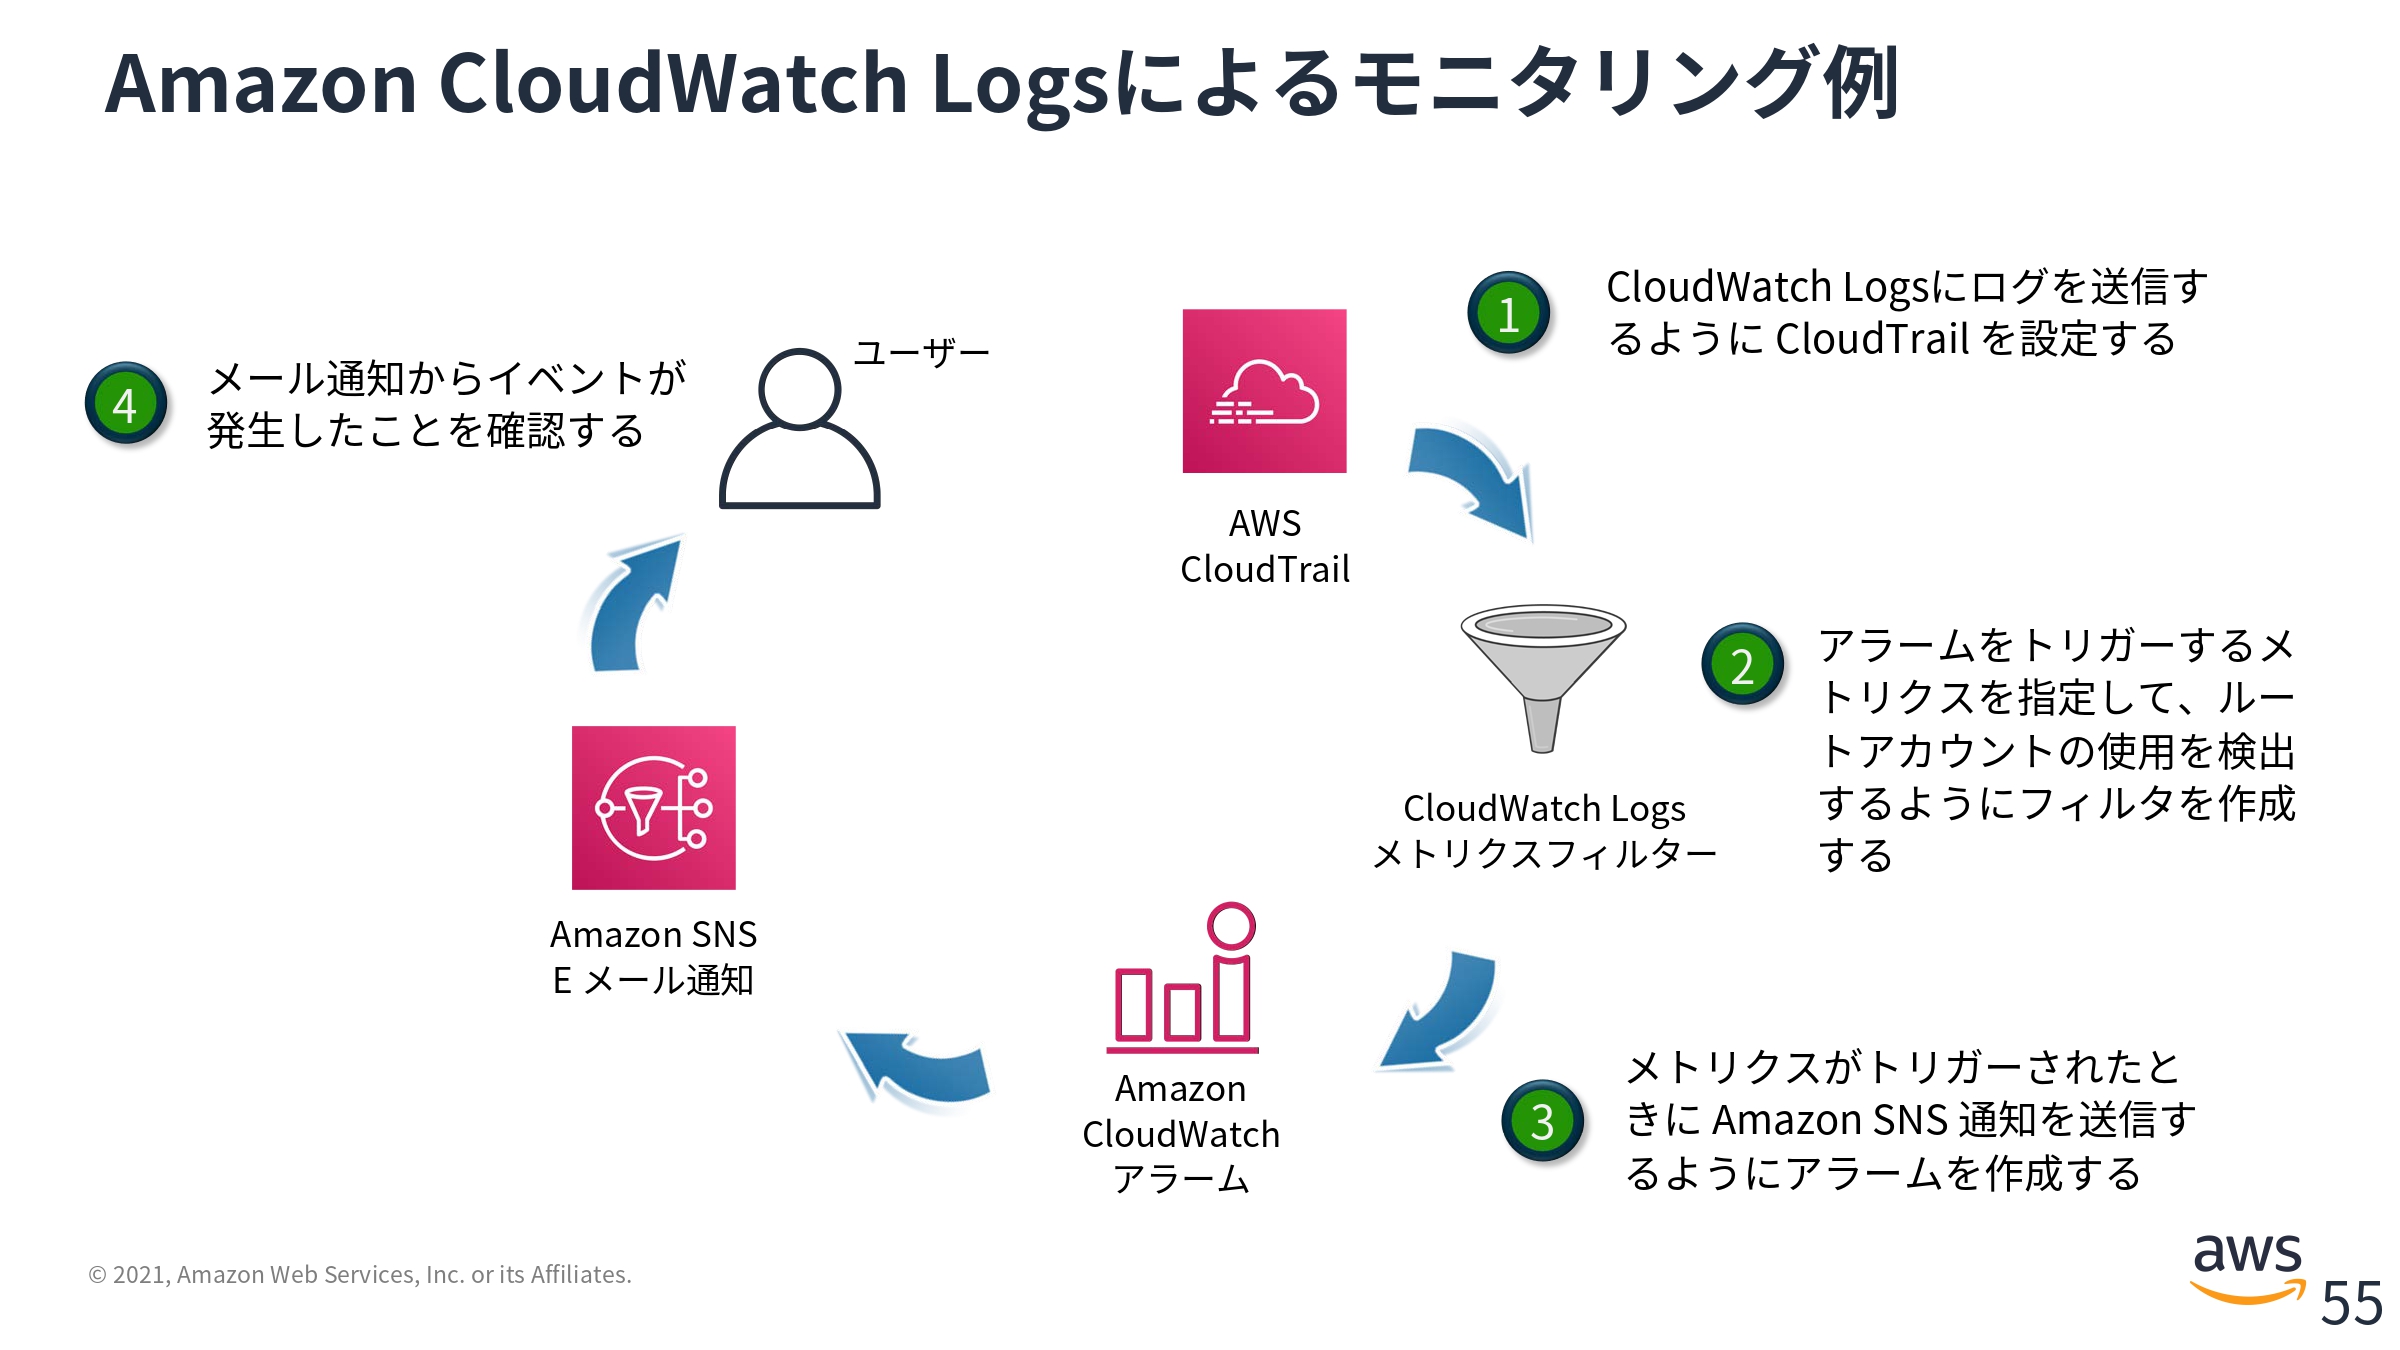 Amazon CloudWatch Logsによるモニタリング例
1
CloudWatch Logsにログを送信す
るように CloudTrail を設定する
AWS
CloudTrail
2
アラームをトリガーするメ
トリクスを指定して、ルー
トアカウントの使用を検出
するようにフィルタを作成
する
CloudWatch Logs
メトリクスフィルター
3
メトリクスがトリガーされたと
きに Amazon SNS 通知を送信す
るようにアラームを作成する
Amazon
CloudWatch
アラーム
Amazon SNS
E メール通知
4
メール通知からイベントが
発生したことを確認する
ユーザー
© 2021, Amazon Web Services, Inc. or its Affiliates.
aws
55